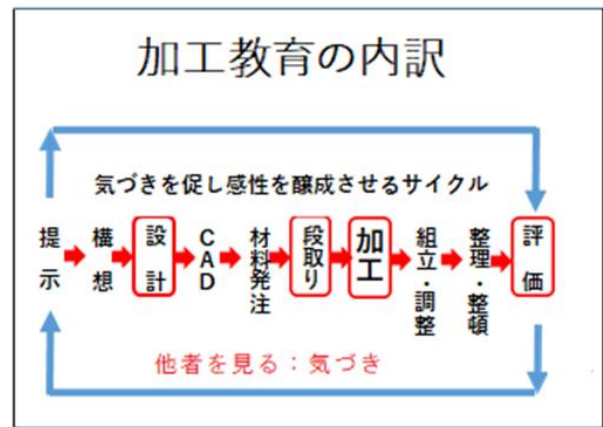 加工教育の内訳
気づきを促し感性を醸成させるサイクル
提示
構想
設計
CAD
材料発注
段取り
加工
組立・調整
整理・整頓
評価
他者を見る：気づき